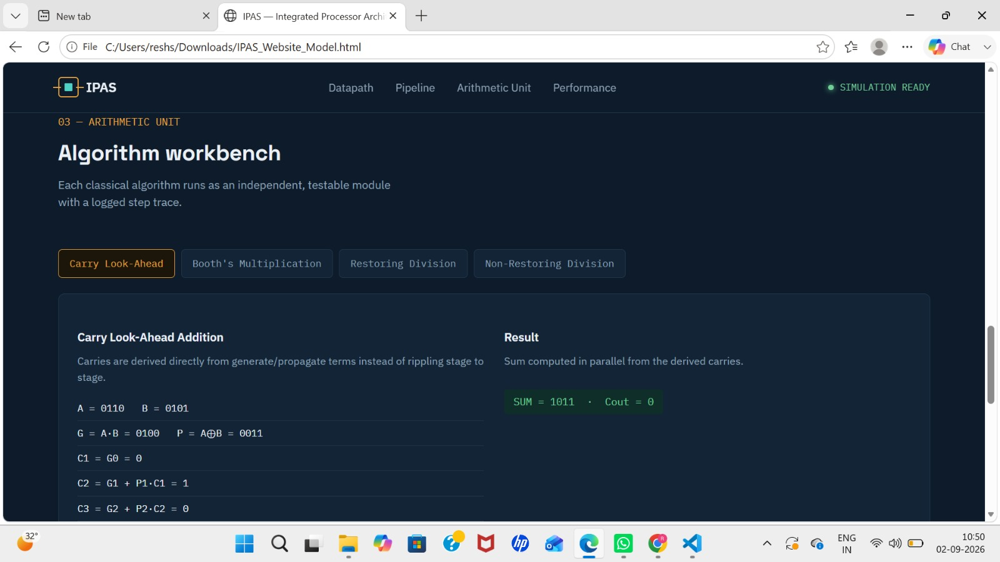 New tab
IPAS — Integrated Processor Archi
File C:/Users/reshs/Downloads/IPAS_Website_Model.html
Chat
IPAS
Datapath Pipeline Arithmetic Unit Performance
SIMULATION READY
03 — ARITHMETIC UNIT
Algorithm workbench
Each classical algorithm runs as an independent, testable module
with a logged step trace.
Carry Look-Ahead
Booth's Multiplication
Restoring Division
Non-Restoring Division
Carry Look-Ahead Addition
Carries are derived directly from generate/propagate terms instead of rippling stage to
stage.
A = 0110 B = 0101
G = A·B = 0100 P = A⊕B = 0011
C1 = G0 = 0
C2 = G1 + P1·C1 = 1
C3 = G2 + P2·C2 = 0
Result
Sum computed in parallel from the derived carries.
SUM = 1011 · Cout = 0
32°
hp
R
ENG
IN
10:50
02-09-2026